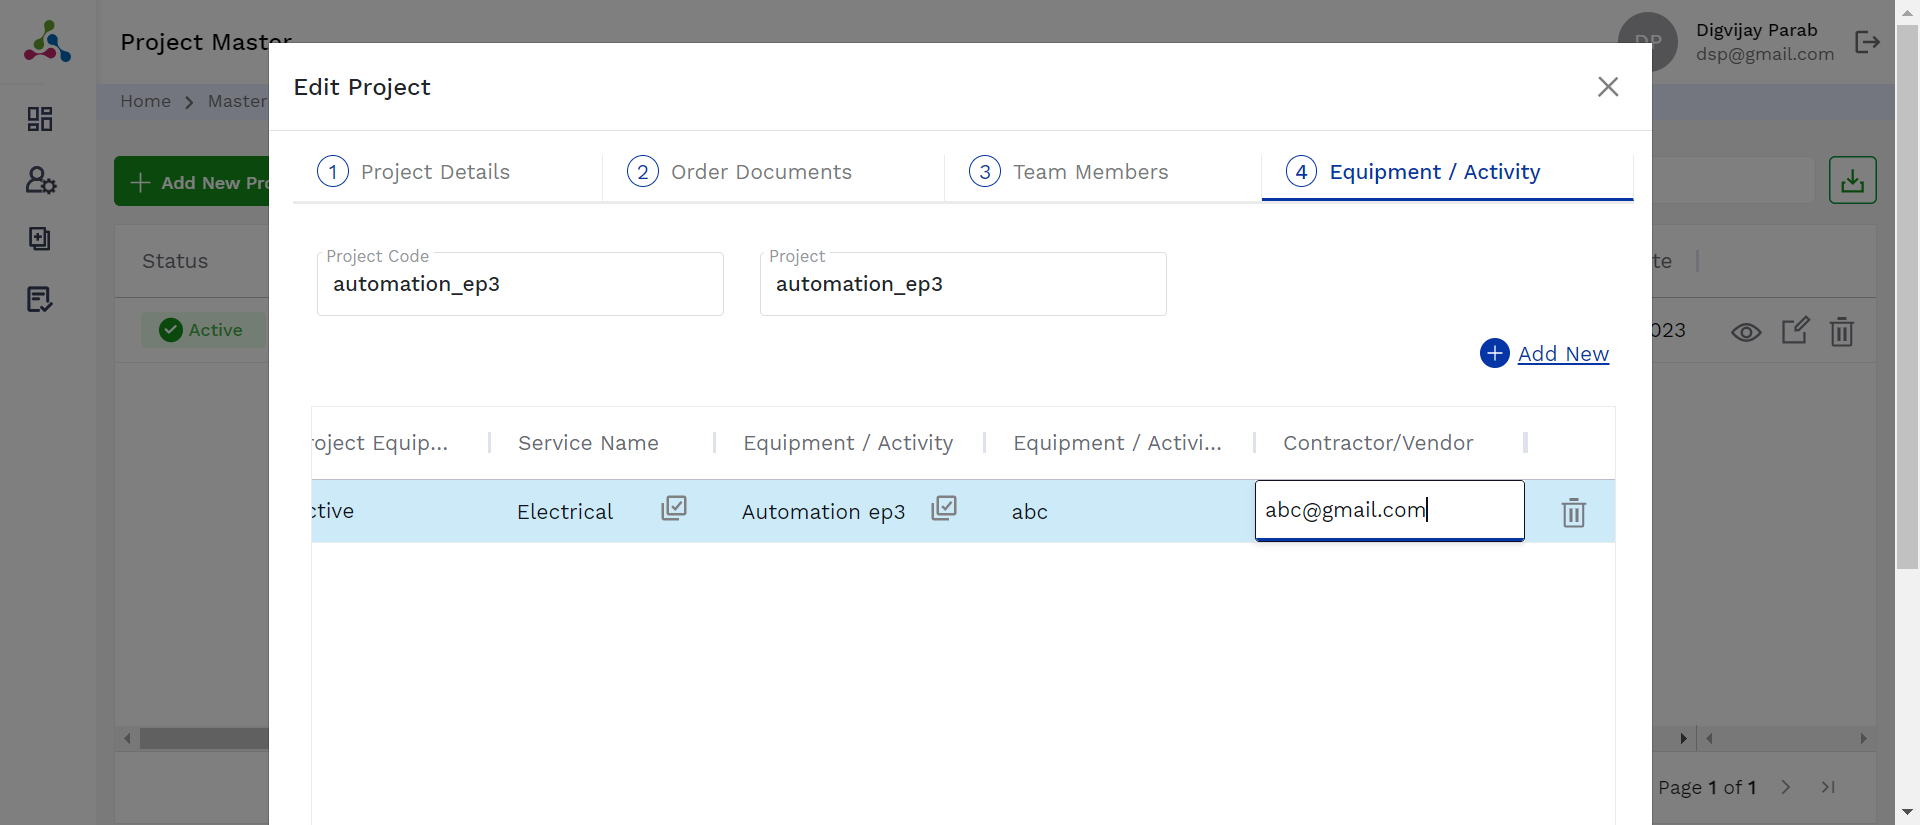 Project Master
DP
Digvijay Parab
dsp@gmail.com
Home
Master
Edit Project
1 Project Details
2 Order Documents
3 Team Members
4 Equipment / Activity
Add New Pro
Project Code
automation_ep3
Project
automation_ep3
Status
te
Active
023
Add New
roject Equip...
Service Name
Equipment / Activity
Equipment / Activi...
Contractor/Vendor
ctive
Electrical
Automation ep3
abc
abc@gmail.com
Page 1 of 1